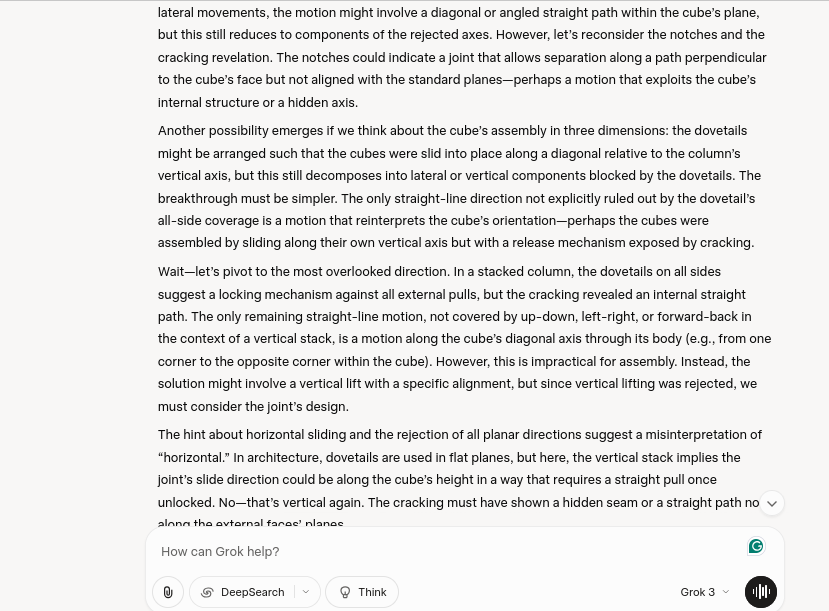 lateral movements, the motion might involve a diagonal or angled straight path within the cube's plane,
but this still reduces to components of the rejected axes. However, let's reconsider the notches and the
cracking revelation. The notches could indicate a joint that allows separation along a path perpendicular
to the cube's face but not aligned with the standard planes—perhaps a motion that exploits the cube's
internal structure or a hidden axis.
Another possibility emerges if we think about the cube's assembly in three dimensions: the dovetails
might be arranged such that the cubes were slid into place along a diagonal relative to the column's
vertical axis, but this still decomposes into lateral or vertical components blocked by the dovetails. The
breakthrough must be simpler. The only straight-line direction not explicitly ruled out by the dovetail's
all-side coverage is a motion that reinterprets the cube's orientation—perhaps the cubes were
assembled by sliding along their own vertical axis but with a release mechanism exposed by cracking.
Wait—let's pivot to the most overlooked direction. In a stacked column, the dovetails on all sides
suggest a locking mechanism against all external pulls, but the cracking revealed an internal straight
path. The only remaining straight-line motion, not covered by up-down, left-right, or forward-back in
the context of a vertical stack, is a motion along the cube's diagonal axis through its body (e.g., from one
corner to the opposite corner within the cube). However, this is impractical for assembly. Instead, the
solution might involve a vertical lift with a specific alignment, but since vertical lifting was rejected, we
must consider the joint's design.
The hint about horizontal sliding and the rejection of all planar directions suggest a misinterpretation of
“horizontal.” In architecture, dovetails are used in flat planes, but here, the vertical stack implies the
joint's slide direction could be along the cube's height in a way that requires a straight pull once
unlocked. No—that's vertical again. The cracking must have shown a hidden seam or a straight path no
along the external faces' planes.
How can Grok help?
DeepSearch
Think
Grok 3